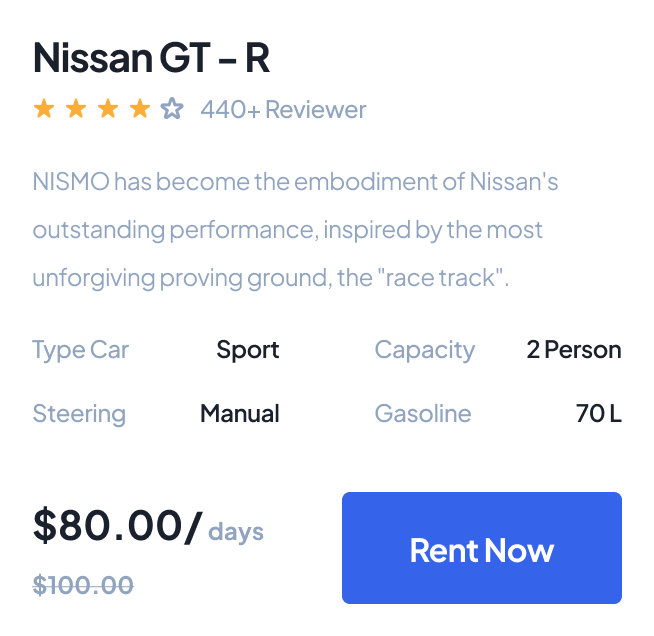 Nissan GT – R
440+ Reviewer
NISMO has become the embodiment of Nissan's
outstanding performance, inspired by the most
unforgiving proving ground, the "race track".
Type Car Sport Capacity 2 Person
Steering Manual Gasoline 70 L
$80.00/ days
$100.00
Rent Now